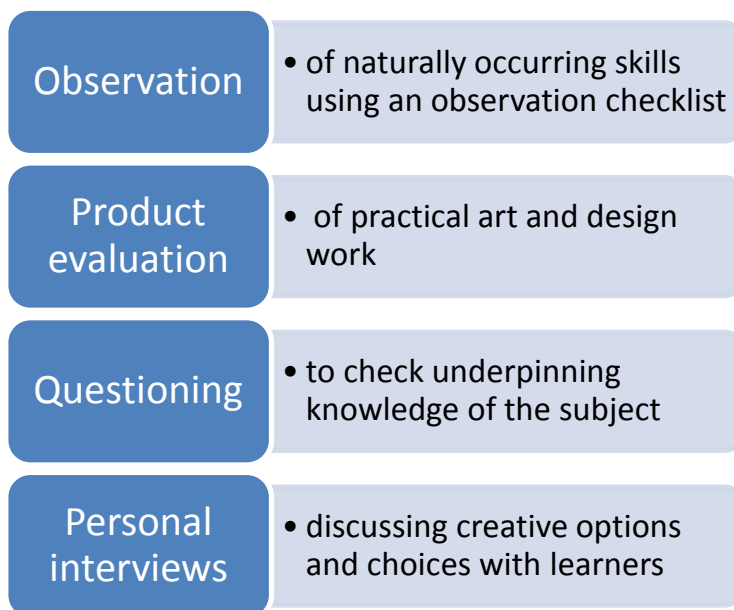 Observation
• of naturally occurring skills
using an observation checklist
Product
evaluation
• of practical art and design
work
Questioning
• to check underpinning
knowledge of the subject
Personal
interviews
• discussing creative options
and choices with learners